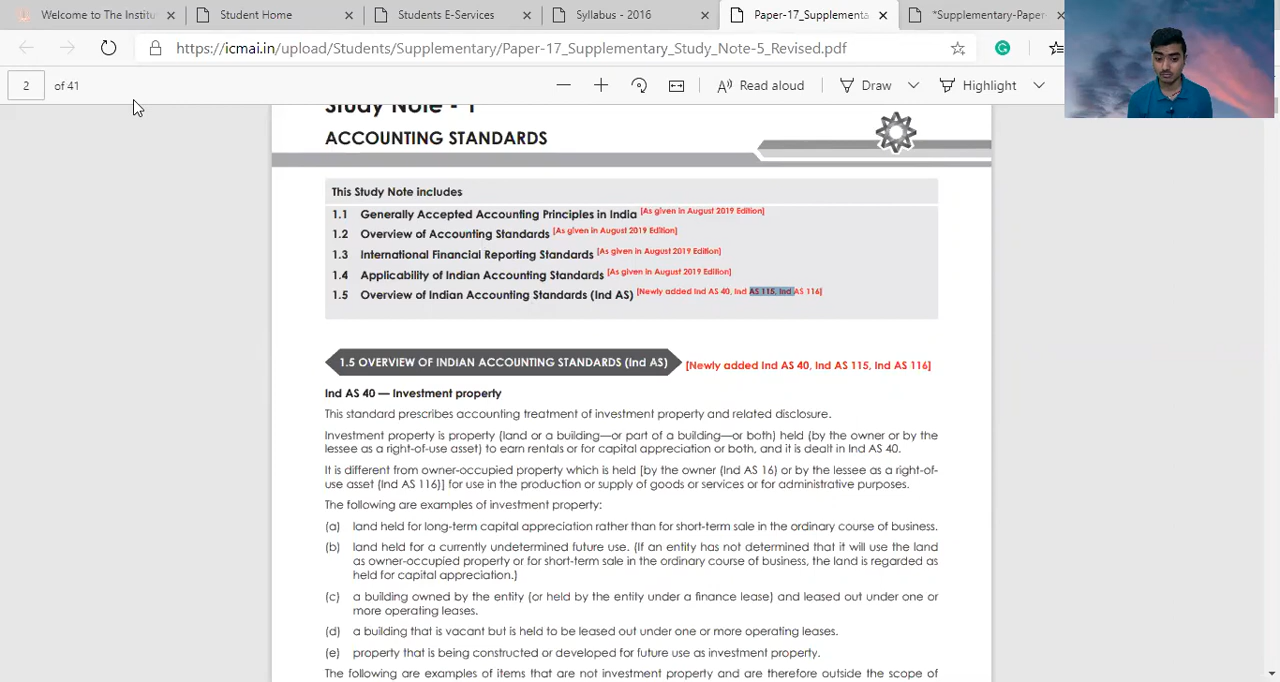 Welcome to The Institu
Student Home
Students E-Services
Syllabus - 2016
Paper-17_Supplementa
*Supplementary-Paper-
https://icmai.in/upload/Students/Supplementary/Paper-17_Supplementary_Study_Note-5_Revised.pdf
2 of 41
Read aloud
Draw
Highlight
Study Note - 1
ACCOUNTING STANDARDS
This Study Note includes
1.1 Generally Accepted Accounting Principles in India [As given in August 2019 Edition]
1.2 Overview of Accounting Standards [As given in August 2019 Edition]
1.3 International Financial Reporting Standards [As given in August 2019 Edition]
1.4 Applicability of Indian Accounting Standards [As given in August 2019 Edition]
1.5 Overview of Indian Accounting Standards (Ind AS) [Newly added Ind AS 40, Ind AS 115, Ind AS 116]
1.5 OVERVIEW OF INDIAN ACCOUNTING STANDARDS (Ind AS) [Newly added Ind AS 40, Ind AS 115, Ind AS 116]
Ind AS 40 — Investment property
This standard prescribes accounting treatment of investment property and related disclosure.
Investment property is property (land or a building—or part of a building—or both) held (by the owner or by the
lessee as a right-of-use asset) to earn rentals or for capital appreciation or both, and it is dealt in Ind AS 40.
It is different from owner-occupied property which is held [by the owner (Ind AS 16) or by the lessee as a right-of-
use asset (Ind AS 116)] for use in the production or supply of goods or services or for administrative purposes.
The following are examples of investment property:
(a) land held for long-term capital appreciation rather than for short-term sale in the ordinary course of business.
(b) land held for a currently undetermined future use. (If an entity has not determined that it will use the land
as owner-occupied property or for short-term sale in the ordinary course of business, the land is regarded as
held for capital appreciation.)
(c) a building owned by the entity (or held by the entity under a finance lease) and leased out under one or
more operating leases.
(d) a building that is vacant but is held to be leased out under one or more operating leases.
(e) property that is being constructed or developed for future use as investment property.
The following are examples of items that are not investment property and are therefore outside the scope of